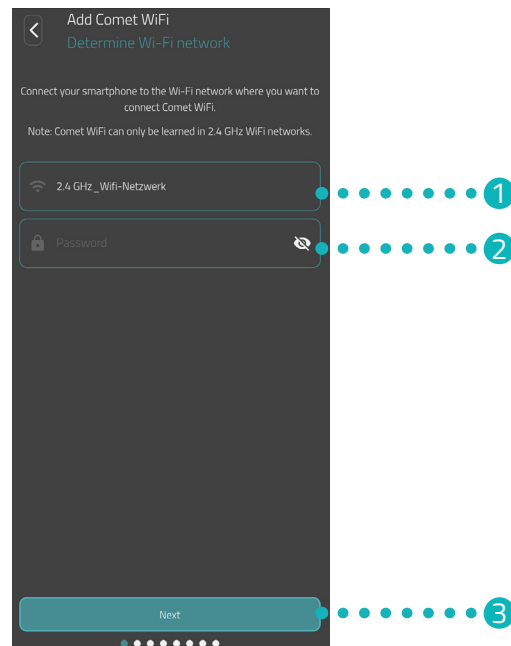 Add Comet WiFi
Determine Wi-Fi network
Connect your smartphone to the Wi-Fi network where you want to
connect Comet WiFi.
Note: Comet WiFi can only be learned in 2.4 GHz WiFi networks.
2.4 GHz_Wifi-Netzwerk
1
Password
2
Next
3